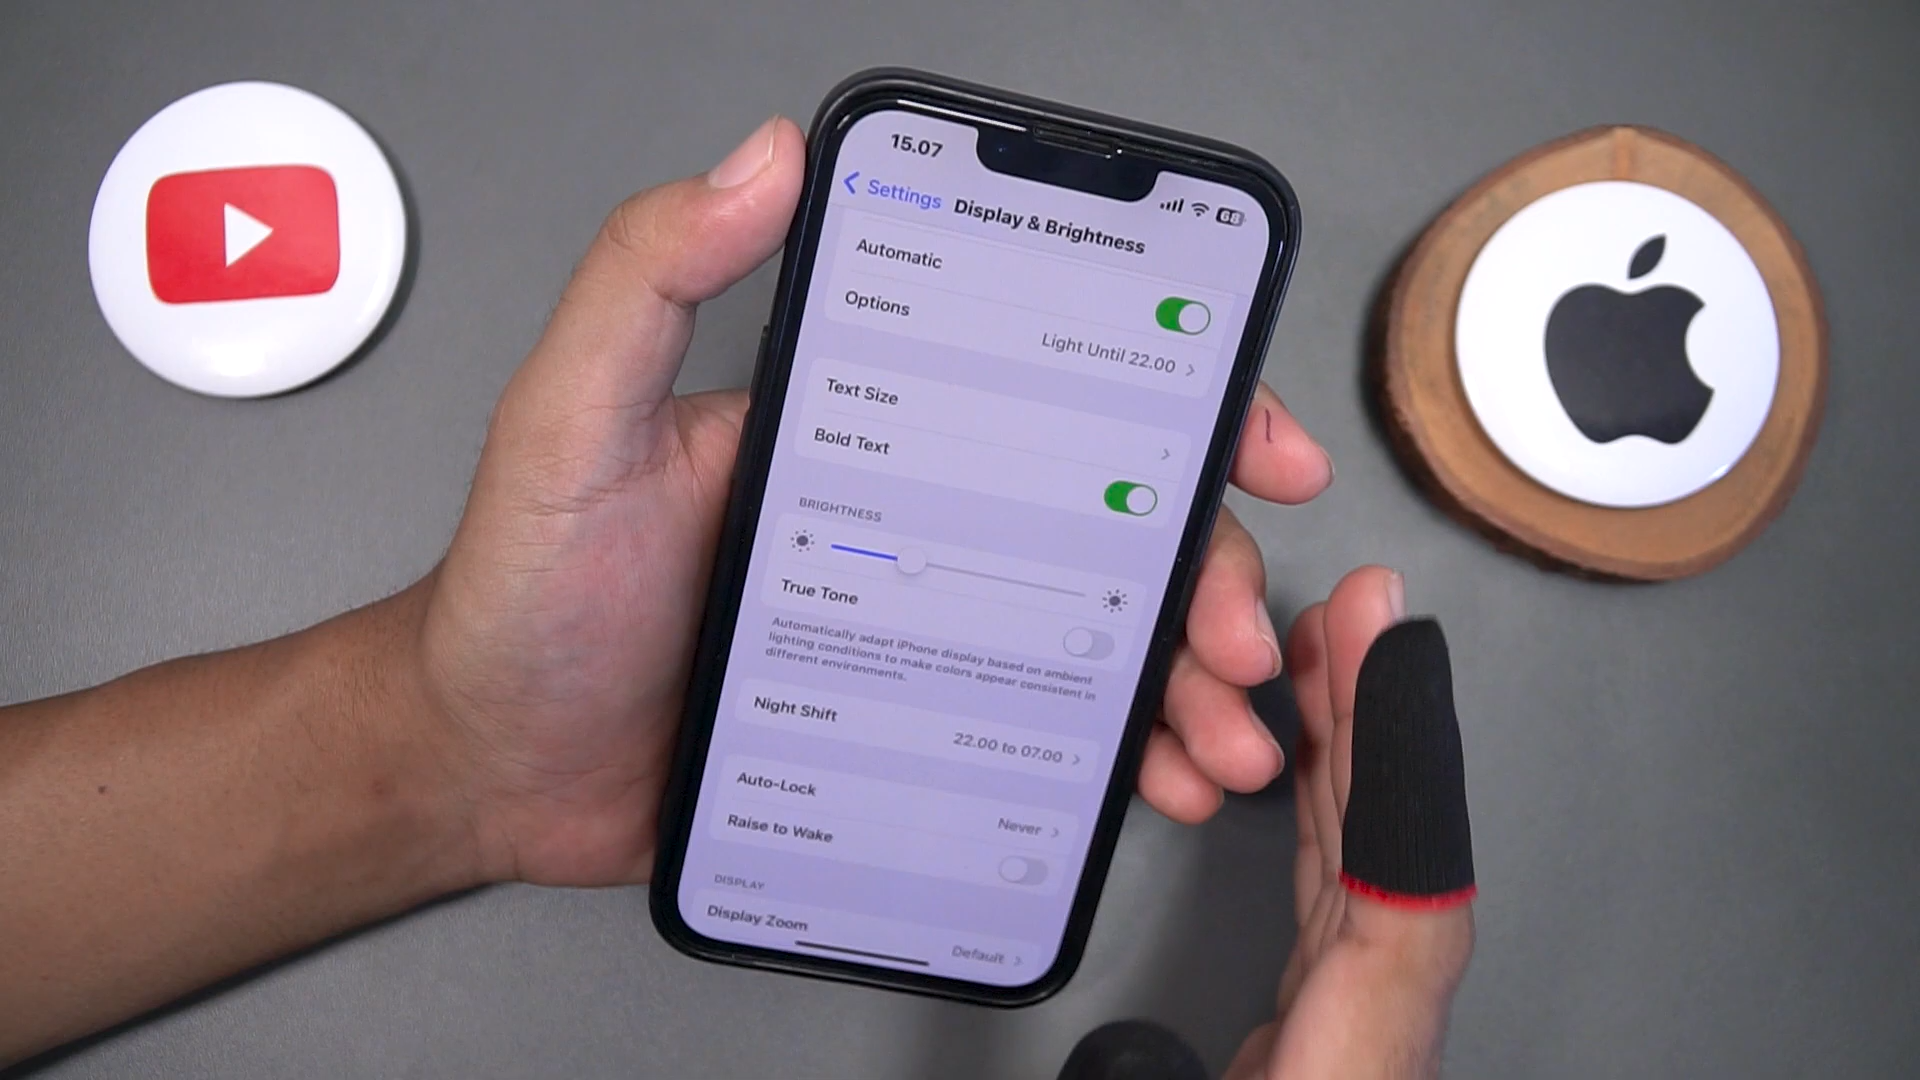 15.07
68
Settings Display & Brightness
Automatic
Options Light Until 22.00
Text Size
Bold Text
BRIGHTNESS
True Tone
Automatically adapt iPhone display based on ambient
lighting conditions to make colors appear consistent in
different environments.
Night Shift 22.00 to 07.00
Auto-Lock Never
Raise to Wake
DISPLAY
Display Zoom Default